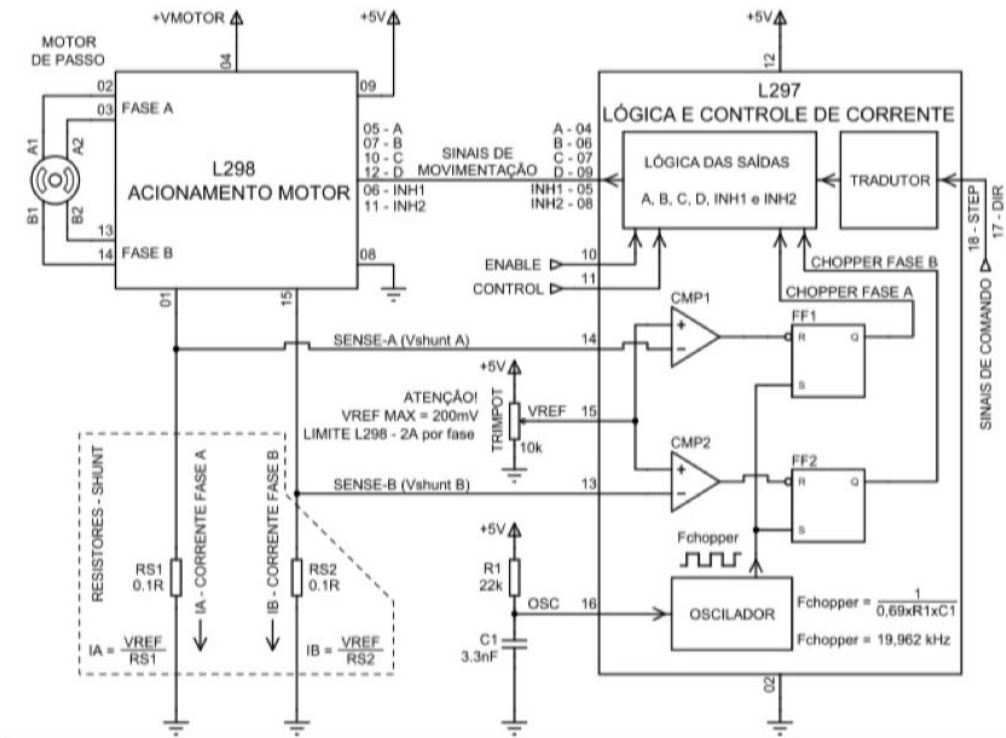 +VMOTOR
+5V
+5V
MOTOR
DE PASSO
04
12
02
03
FASE A
09
A1
A2
B1
B2
L298
ACIONAMENTO MOTOR
13
14
FASE B
08
01
15
05 - A
07 - B
10 - C
12 - D
06 - INH1
11 - INH2
SINAIS DE
MOVIMENTAÇÃO
A - 04
B - 06
C - 07
D - 09
INH1 - 05
INH2 - 08
L297
LÓGICA E CONTROLE DE CORRENTE
LÓGICA DAS SAÍDAS
A, B, C, D, INH1 e INH2
TRADUTOR
18 - STEP
17 - DIR
SINAIS DE COMANDO
ENABLE
10
CONTROL
11
CHOPPER FASE B
CHOPPER FASE A
CMP1
+
-
FF1
R
Q
S
SENSE-A (Vshunt A)
14
+5V
ATENÇÃO!
VREF MAX = 200mV
LIMITE L298 - 2A por fase
TRIMPOT
10k
VREF
15
CMP2
+
-
FF2
R
Q
S
SENSE-B (Vshunt B)
13
RESISTORES - SHUNT
IA - CORRENTE FASE A
IB - CORRENTE FASE B
RS1
0.1R
RS2
0.1R
IA = VREF
RS1
IB = VREF
RS2
+5V
R1
22k
OSC
16
C1
3.3nF
Fchopper
OSCILADOR
Fchopper = 1
0,69xR1xC1
Fchopper = 19,962 kHz
02